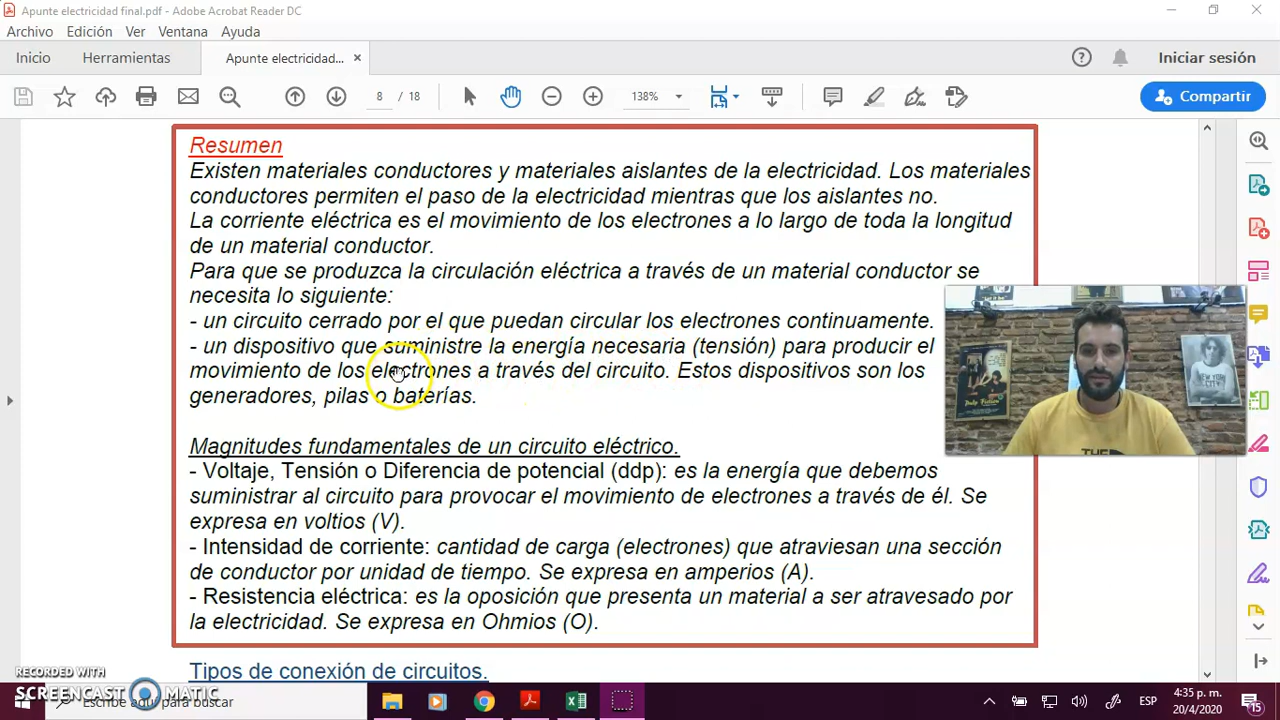 Apunte electricidad final.pdf - Adobe Acrobat Reader DC
Archivo Edición Ver Ventana Ayuda
Inicio Herramientas Apunte electricidad... × Iniciar sesión
8 / 18 138% Compartir
Resumen
Existen materiales conductores y materiales aislantes de la electricidad. Los materiales
conductores permiten el paso de la electricidad mientras que los aislantes no.
La corriente eléctrica es el movimiento de los electrones a lo largo de toda la longitud
de un material conductor.
Para que se produzca la circulación eléctrica a través de un material conductor se
necesita lo siguiente:
- un circuito cerrado por el que puedan circular los electrones continuamente.
- un dispositivo que suministre la energía necesaria (tensión) para producir el
movimiento de los electrones a través del circuito. Estos dispositivos son los
generadores, pilas o baterías.
Magnitudes fundamentales de un circuito eléctrico.
- Voltaje, Tensión o Diferencia de potencial (ddp): es la energía que debemos
suministrar al circuito para provocar el movimiento de electrones a través de él. Se
expresa en voltios (V).
- Intensidad de corriente: cantidad de carga (electrones) que atraviesan una sección
de conductor por unidad de tiempo. Se expresa en amperios (A).
- Resistencia eléctrica: es la oposición que presenta un material a ser atravesado por
la electricidad. Se expresa en Ohmios (O).
Tipos de conexión de circuitos.
NEW YORK CITY
THE
RECORDED WITH
SCREENCAST MATIC
Escribe aquí para buscar
ESP 4:35 p. m.
20/4/2020 15